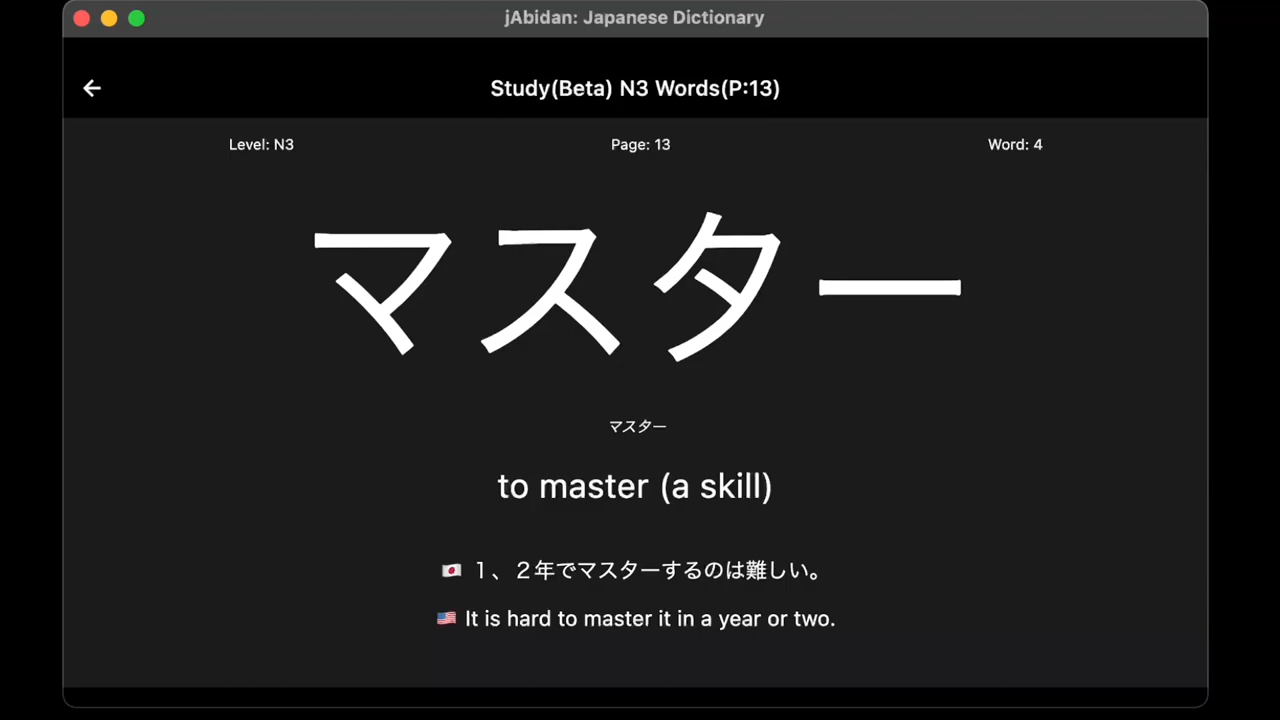 jAbidan: Japanese Dictionary
Study(Beta) N3 Words(P:13)
Level: N3
Page: 13
Word: 4
マスター
マスター
to master (a skill)
🇯🇵 １、２年でマスターするのは難しい。
🇺🇸 It is hard to master it in a year or two.